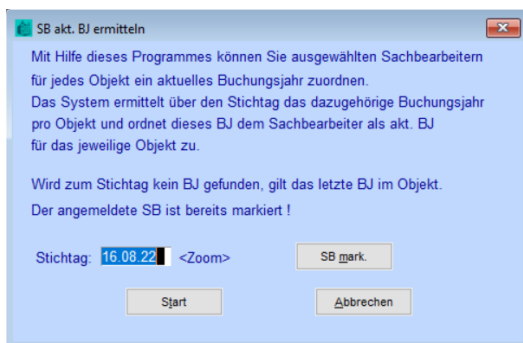 SB akt. BJ ermitteln
Mit Hilfe dieses Programmes können Sie ausgewählten Sachbearbeitern
für jedes Objekt ein aktuelles Buchungsjahr zuordnen.
Das System ermittelt über den Stichtag das dazugehörige Buchungsjahr
pro Objekt und ordnet dieses BJ dem Sachbearbeiter als akt. BJ
für das jeweilige Objekt zu.
Wird zum Stichtag kein BJ gefunden, gilt das letzte BJ im Objekt.
Der angemeldete SB ist bereits markiert !
Stichtag: 16.08.22 <Zoom> SB mark.
Start Abbrechen